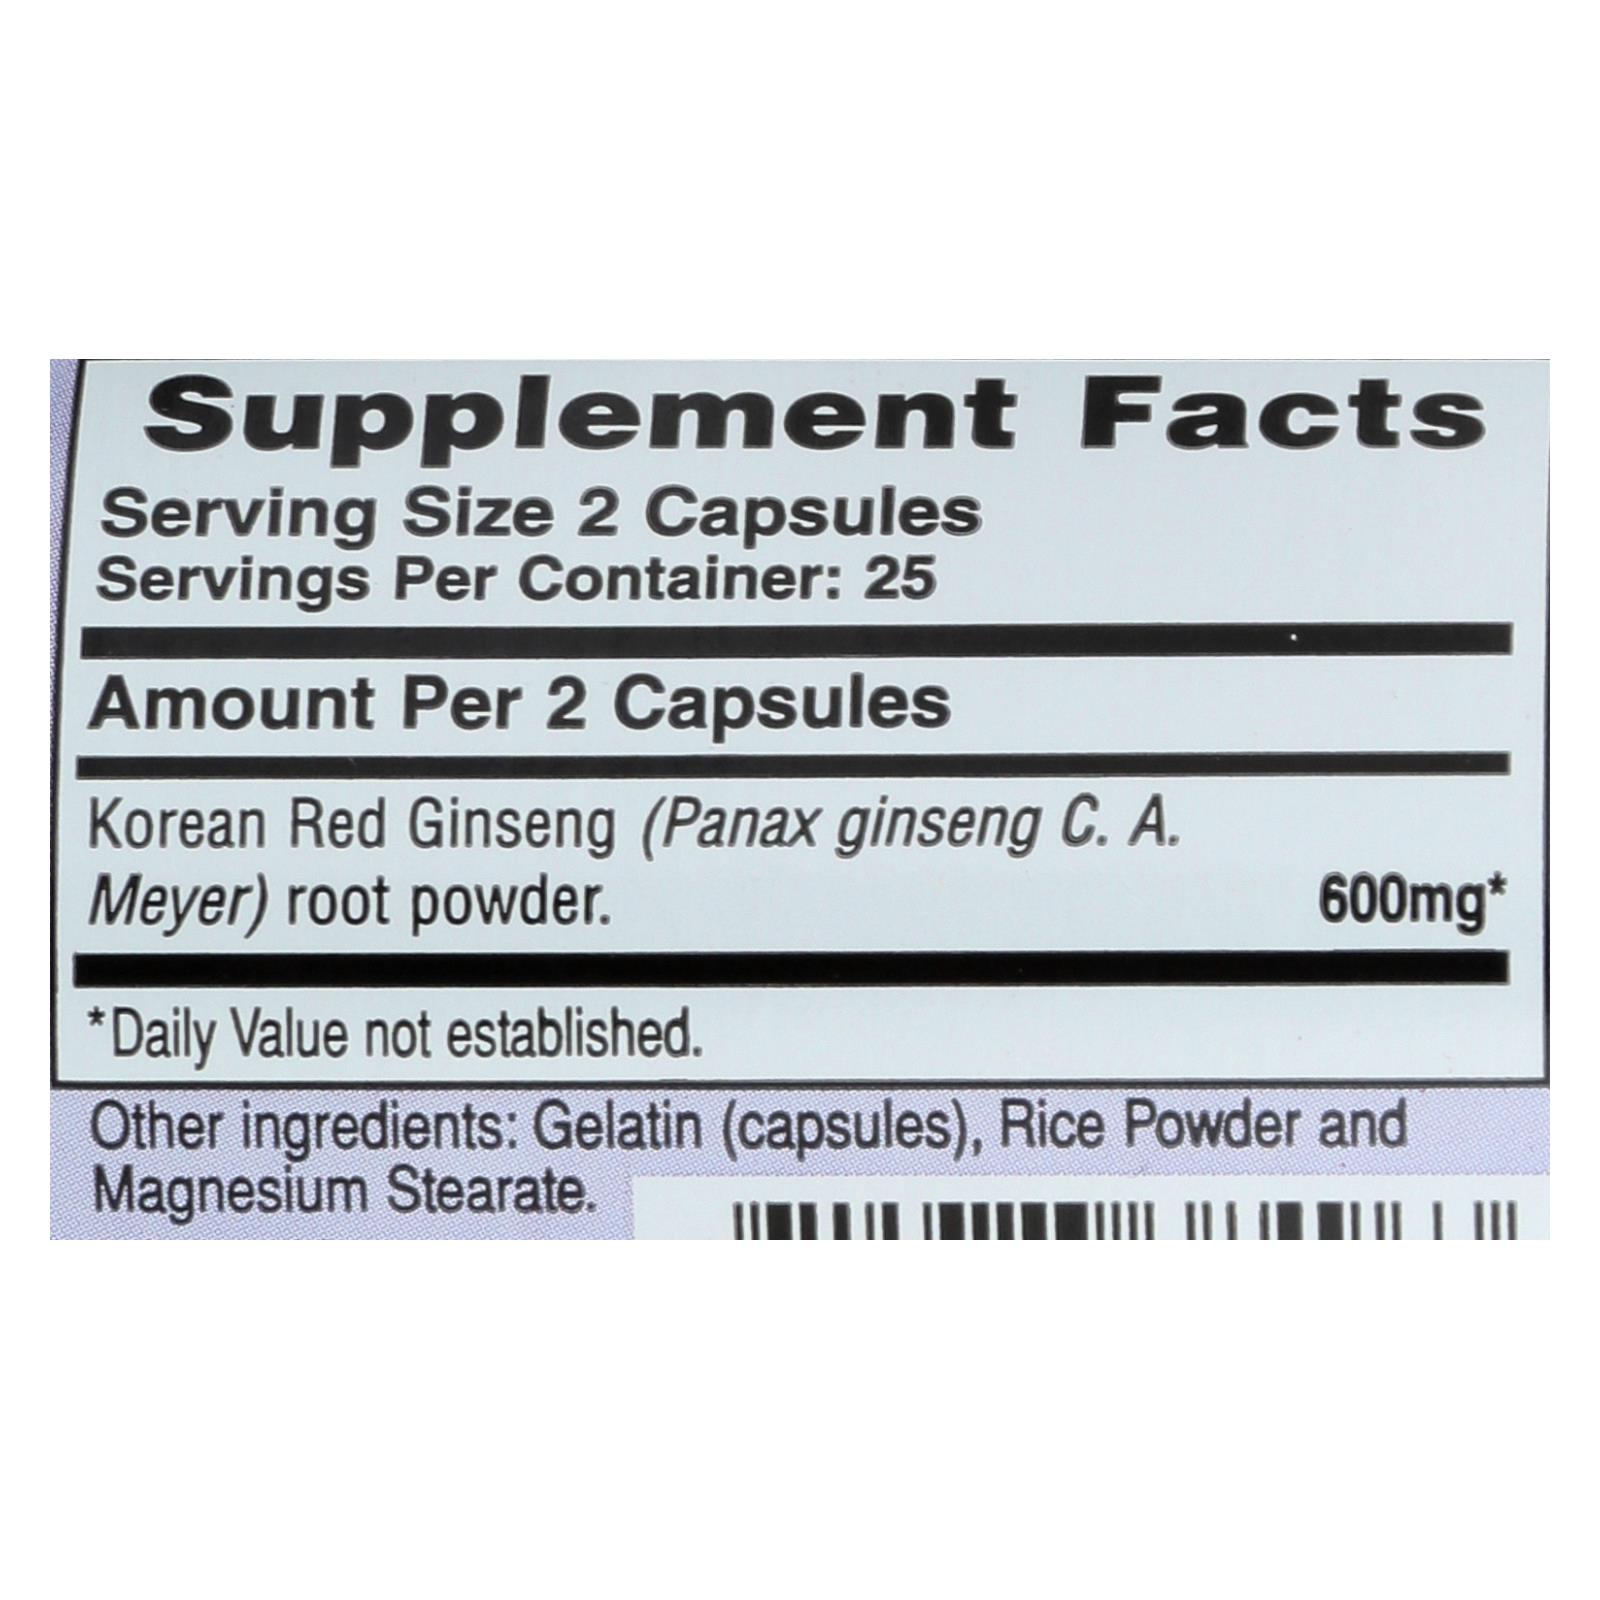 Supplement Facts
Serving Size 2 Capsules
Servings Per Container: 25
Amount Per 2 Capsules
Korean Red Ginseng (Panax ginseng C. A.
Meyer) root powder. 600mg*
*Daily Value not established.
Other ingredients: Gelatin (capsules), Rice Powder and
Magnesium Stearate.